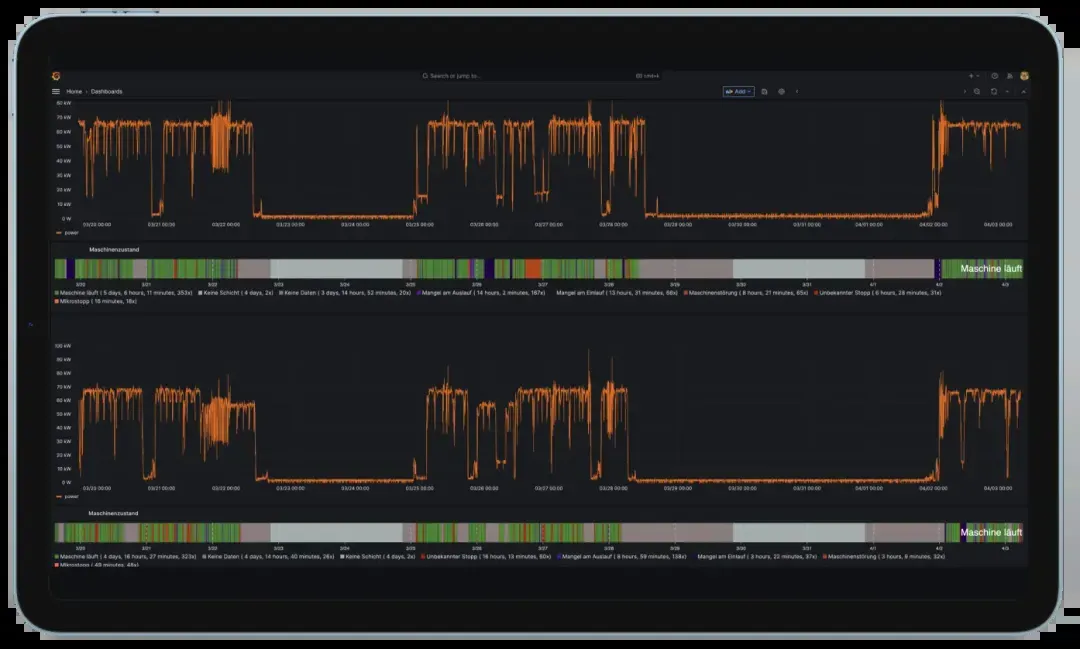 Search or jump to...
Home › Dashboards
Add
80 kW
70 kW
60 kW
50 kW
40 kW
30 kW
20 kW
10 kW
0 W
03/20 00:00 03/21 00:00 03/22 00:00 03/23 00:00 03/24 00:00 03/25 00:00 03/26 00:00 03/27 00:00 03/28 00:00 03/29 00:00 03/30 00:00 03/31 00:00 04/01 00:00 04/02 00:00 04/03 00:00
power
Maschinenzustand
Maschine läuft
3/20 3/21 3/22 3/23 3/24 3/25 3/26 3/27 3/28 3/29 3/30 3/31 4/1 4/2 4/3
Maschine läuft ( 5 days, 6 hours, 11 minutes, 353x) Keine Schicht ( 4 days, 2x) Keine Daten ( 3 days, 14 hours, 52 minutes, 20x) Mangel am Auslauf ( 14 hours, 2 minutes, 167x) Mangel am Einlauf ( 13 hours, 31 minutes, 66x) Maschinenstörung ( 8 hours, 21 minutes, 65x) Unbekannter Stopp ( 6 hours, 28 minutes, 31x)
Mikrostopp ( 16 minutes, 18x)
100 kW
90 kW
80 kW
70 kW
60 kW
50 kW
40 kW
30 kW
20 kW
10 kW
0 W
03/20 00:00 03/21 00:00 03/22 00:00 03/23 00:00 03/24 00:00 03/25 00:00 03/26 00:00 03/27 00:00 03/28 00:00 03/29 00:00 03/30 00:00 03/31 00:00 04/01 00:00 04/02 00:00 04/03 00:00
power
Maschinenzustand
Maschine läuft
3/20 3/21 3/22 3/23 3/24 3/25 3/26 3/27 3/28 3/29 3/30 3/31 4/1 4/2 4/3
Maschine läuft ( 4 days, 16 hours, 27 minutes, 323x) Keine Daten ( 4 days, 14 hours, 40 minutes, 26x) Keine Schicht ( 4 days, 2x) Unbekannter Stopp ( 16 hours, 13 minutes, 60x) Mangel am Auslauf ( 8 hours, 59 minutes, 138x) Mangel am Einlauf ( 3 hours, 22 minutes, 37x) Maschinenstörung ( 3 hours, 9 minutes, 32x)
Mikrostopp ( 49 minutes, 48x)